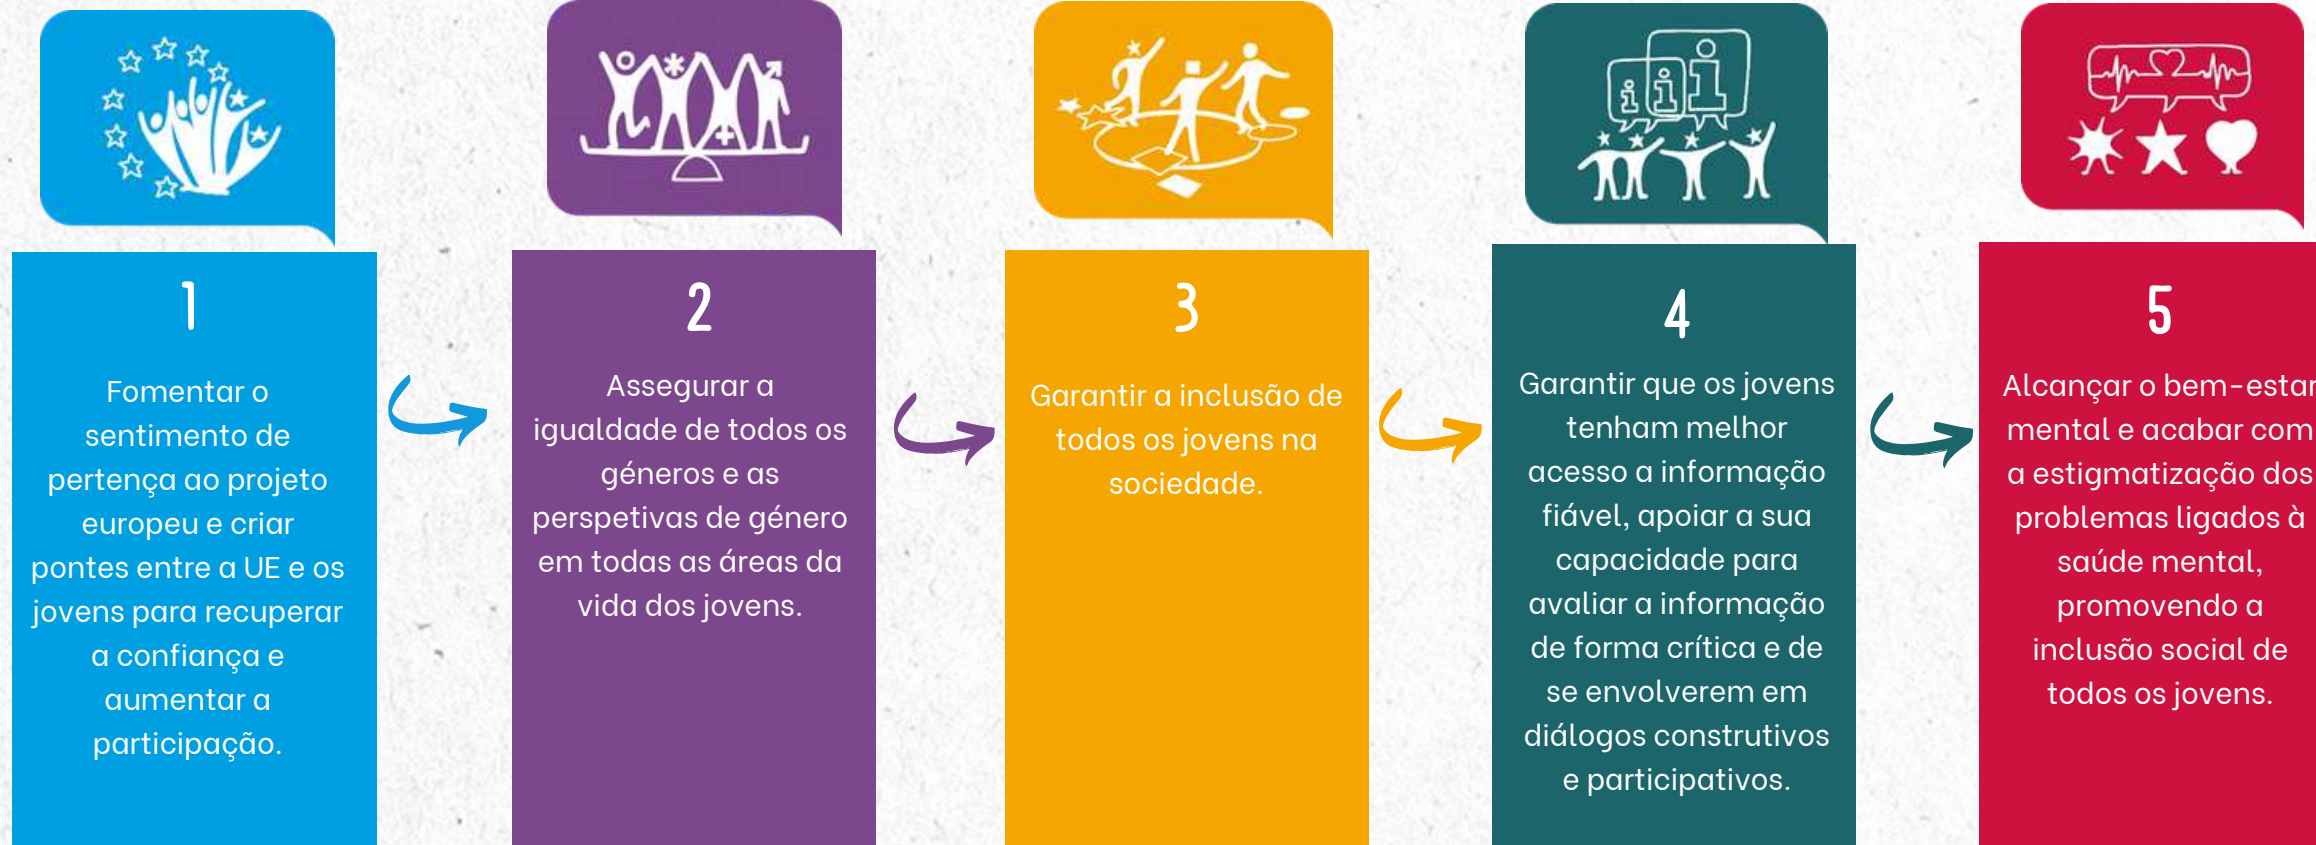 1
Fomentar o
sentimento de
pertença ao projeto
europeu e criar
pontes entre a UE e os
jovens para recuperar
a confiança e
aumentar a
participação.
2
Assegurar a
igualdade de todos os
géneros e as
perspetivas de género
em todas as áreas da
vida dos jovens.
3
Garantir a inclusão de
todos os jovens na
sociedade.
i i i
4
Garantir que os jovens
tenham melhor
acesso a informação
fiável, apoiar a sua
capacidade para
avaliar a informação
de forma crítica e de
se envolverem em
diálogos construtivos
e participativos.
5
Alcançar o bem-estar
mental e acabar com
a estigmatização dos
problemas ligados à
saúde mental,
promovendo a
inclusão social de
todos os jovens.